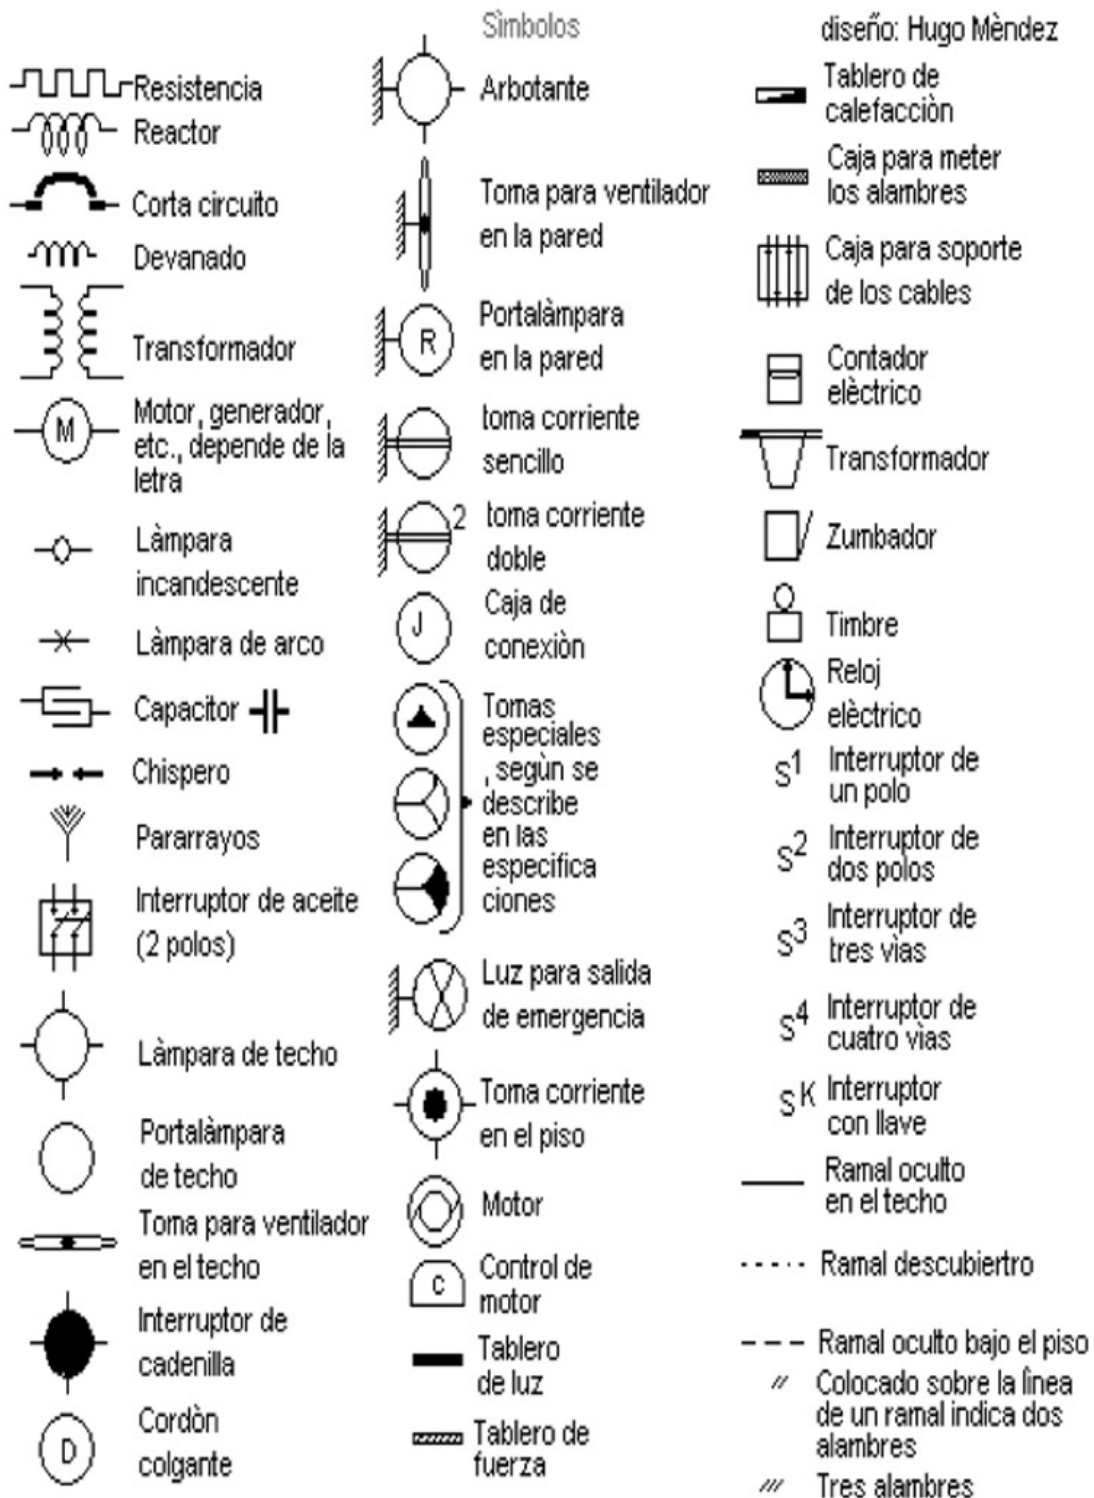 Sìmbolos
diseño: Hugo Mèndez
Resistencia
Reactor
Corta circuito
Devanado
Transformador
M
Motor, generador,
etc., depende de la
letra
Làmpara
incandescente
Làmpara de arco
Capacitor
Chispero
Pararrayos
Interruptor de aceite
(2 polos)
Làmpara de techo
Portalàmpara
de techo
Toma para ventilador
en el techo
Interruptor de
cadenilla
D
Cordòn
colgante
Arbotante
Toma para ventilador
en la pared
R
Portalàmpara
en la pared
toma corriente
sencillo
2
toma corriente
doble
J
Caja de
conexiòn
Tomas
especiales
, segùn se
describe
en las
especifica
ciones
Luz para salida
de emergencia
Toma corriente
en el piso
Motor
C
Control de
motor
Tablero
de luz
Tablero de
fuerza
Tablero de
calefacciòn
Caja para meter
los alambres
Caja para soporte
de los cables
Contador
elèctrico
Transformador
Zumbador
Timbre
Reloj
elèctrico
S1
Interruptor de
un polo
S2
Interruptor de
dos polos
S3
Interruptor de
tres vìas
S4
Interruptor de
cuatro vìas
SK
Interruptor
con llave
Ramal oculto
en el techo
Ramal descubiertro
Ramal oculto bajo el piso
Colocado sobre la lìnea
de un ramal indica dos
alambres
Tres alambres